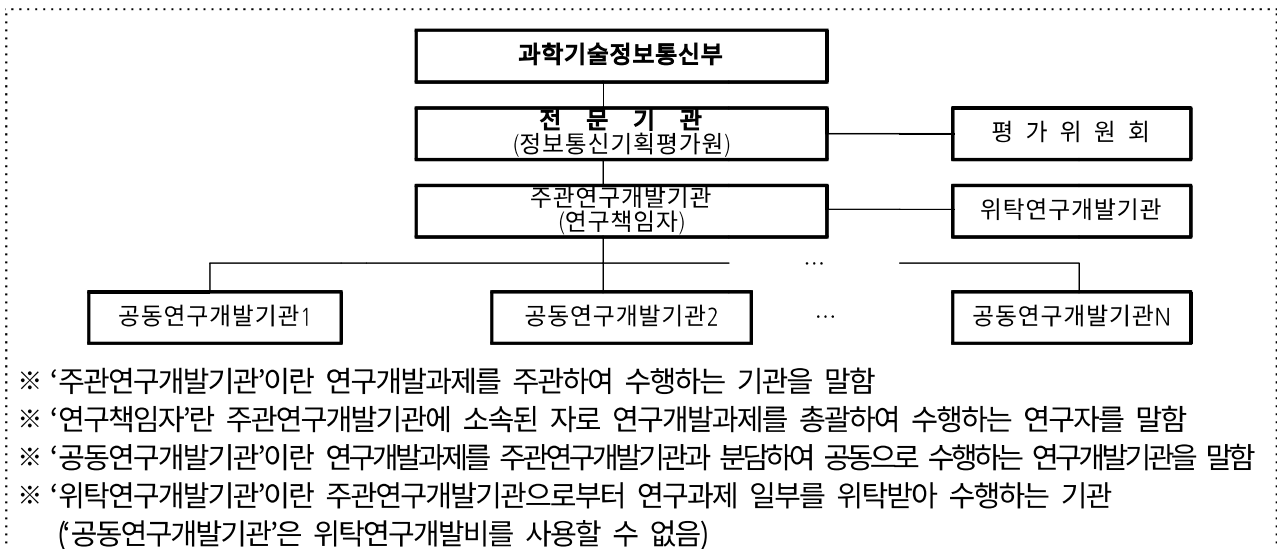 과학기술정보통신부
전 문 기 관
(정보통신기획평가원)
평 가 위 원 회
주관연구개발기관
(연구책임자)
위탁연구개발기관
…
공동연구개발기관1
공동연구개발기관2
…
공동연구개발기관N
※ ‘주관연구개발기관’이란 연구개발과제를 주관하여 수행하는 기관을 말함
※ ‘연구책임자’란 주관연구개발기관에 소속된 자로 연구개발과제를 총괄하여 수행하는 연구자를 말함
※ ‘공동연구개발기관’이란 연구개발과제를 주관연구개발기관과 분담하여 공동으로 수행하는 연구개발기관을 말함
※ ‘위탁연구개발기관’이란 주관연구개발기관으로부터 연구과제 일부를 위탁받아 수행하는 기관
(‘공동연구개발기관’은 위탁연구개발비를 사용할 수 없음)